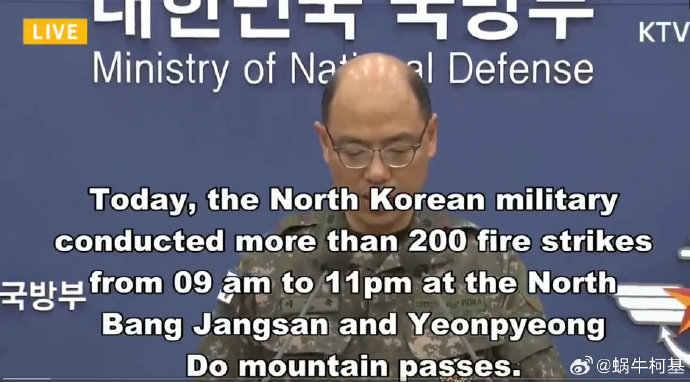 LIVE
대한민국 국방부
KTV
Ministry of National Defense
Today, the North Korean military
conducted more than 200 fire strikes
from 09 am to 11pm at the North
국방부
Bang Jangsan and Yeonpyeong
Do mountain passes.
@蜗牛柯基